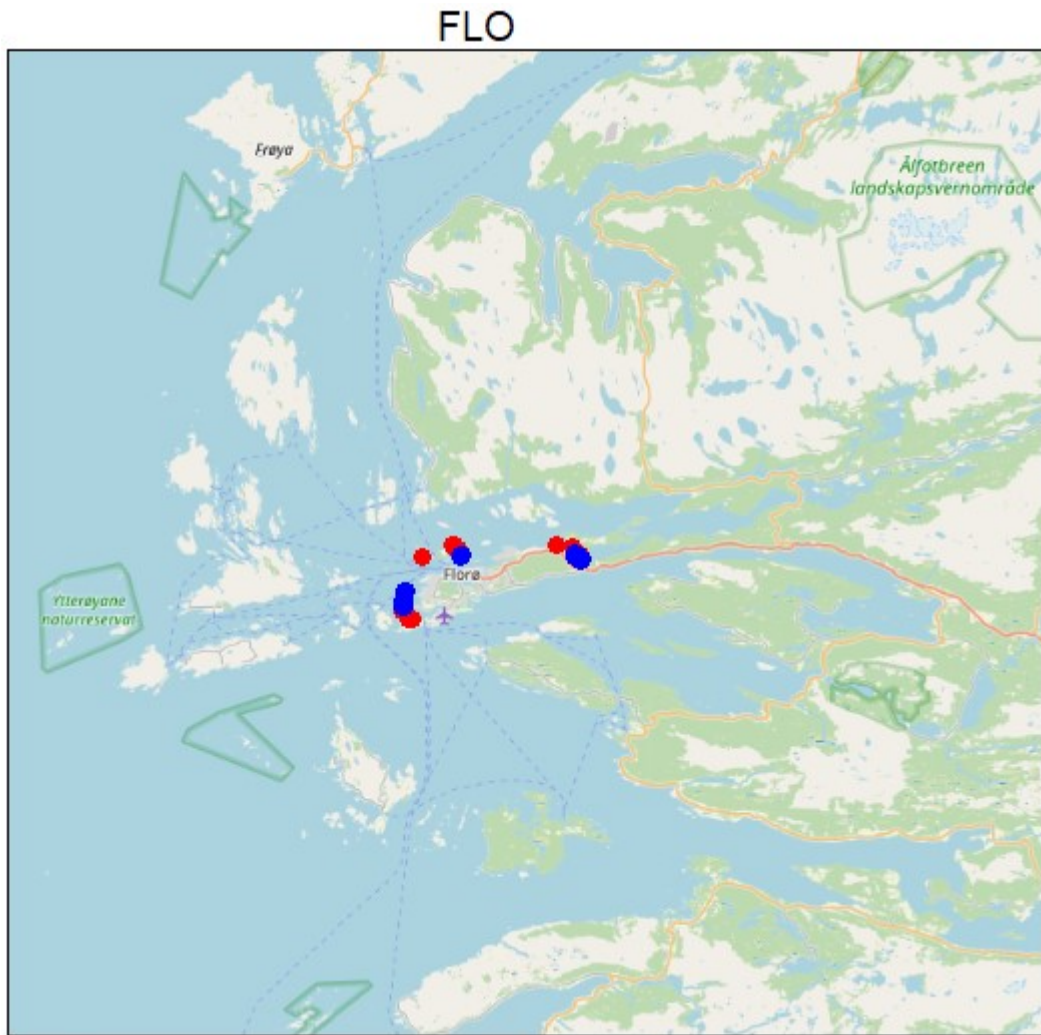 FLO
Frøya
Ålfotbreen
landskapsvernområde
Florø
Ytterøyane
naturreservat